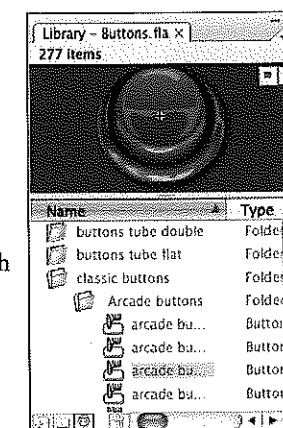 Library – Buttons.fla ×
277 items
Name Type
buttons tube double Folde
buttons tube flat Folde
classic buttons Folde
h
Arcade buttons Folde
arcade bu... Button
arcade bu... Button
arcade bu... Button
arcade bu... Button